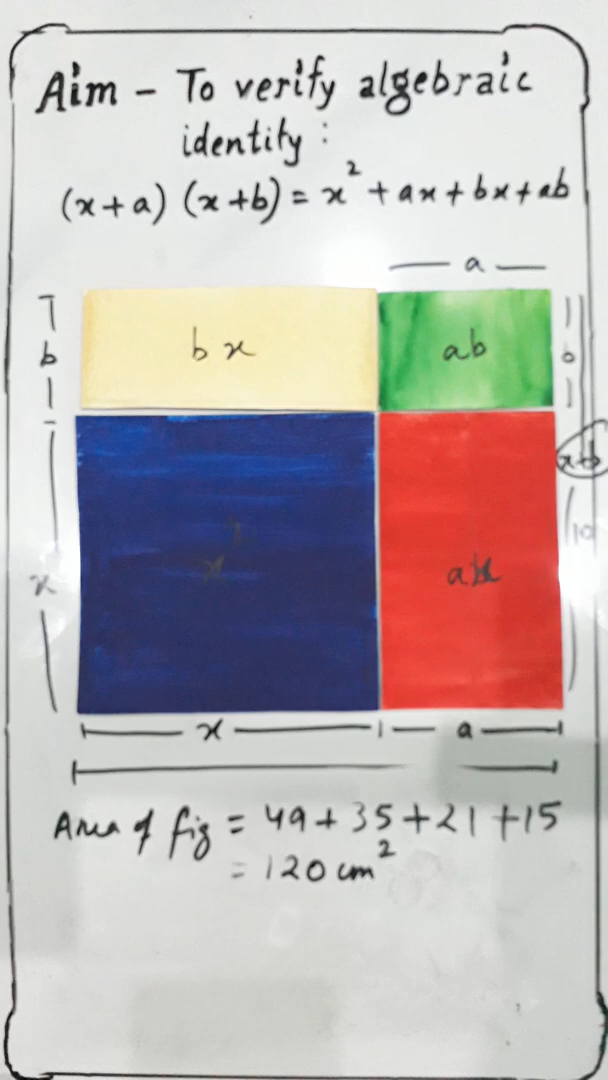 Aim - To verify algebraic
identity :
(x+a) (x+b) = x² + ax + bx + ab
a
b
bx
ab
b
x+b
x
x²
ax
x
a
Area of fig = 49 + 35 + 21 + 15
= 120 cm²